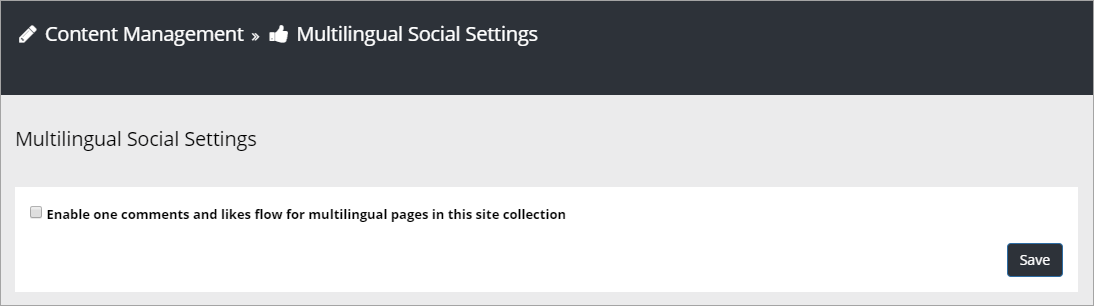 Content Management » Multilingual Social Settings
Multilingual Social Settings
Enable one comments and likes flow for multilingual pages in this site collection
Save